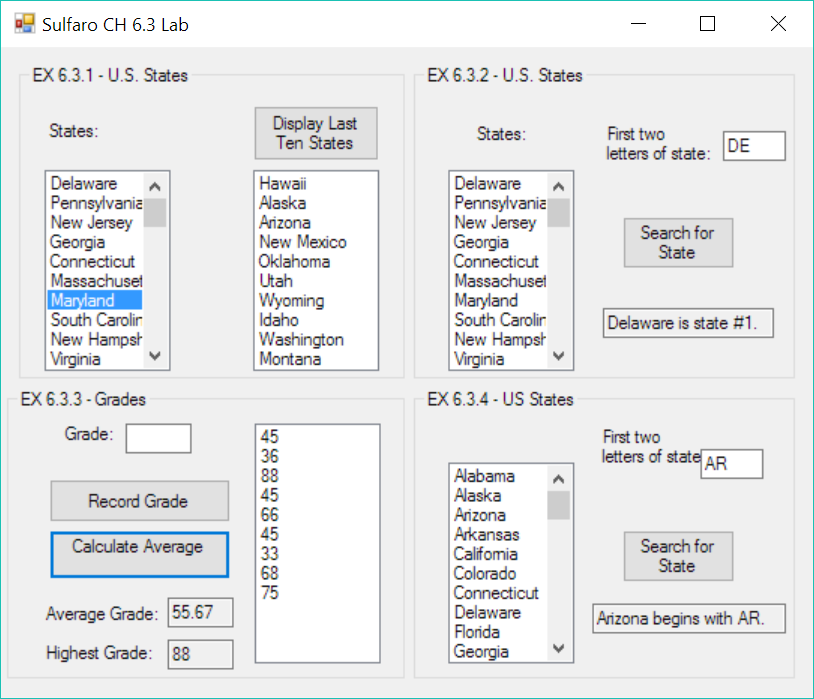 Sulfaro CH 6.3 Lab
EX 6.3.1 - U.S. States
States:
Display Last
Ten States
Delaware
Pennsylvania
New Jersey
Georgia
Connecticut
Massachuset
Maryland
South Carolin
New Hampsh
Virginia
Hawaii
Alaska
Arizona
New Mexico
Oklahoma
Utah
Wyoming
Idaho
Washington
Montana
EX 6.3.2 - U.S. States
States:
First two
letters of state:
DE
Delaware
Pennsylvania
New Jersey
Georgia
Connecticut
Massachuset
Maryland
South Carolin
New Hampsh
Virginia
Search for
State
Delaware is state #1.
EX 6.3.3 - Grades
Grade:
Record Grade
Calculate Average
Average Grade:
55.67
Highest Grade:
88
45
36
88
45
66
45
33
68
75
EX 6.3.4 - US States
First two
letters of state
AR
Alabama
Alaska
Arizona
Arkansas
California
Colorado
Connecticut
Delaware
Florida
Georgia
Search for
State
Arizona begins with AR.